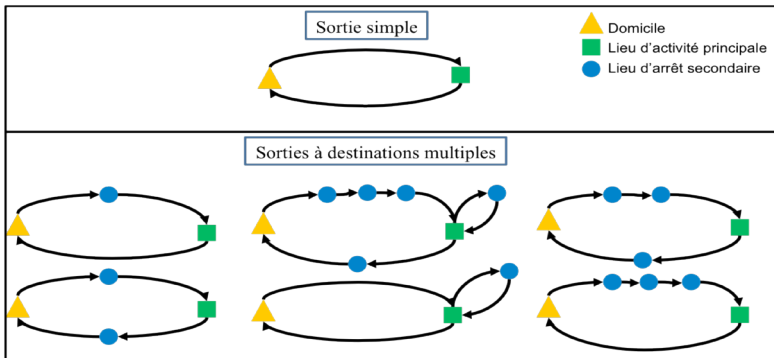 Sortie simple
Domicile
Lieu d'activité principale
Lieu d'arrêt secondaire
Sorties à destinations multiples